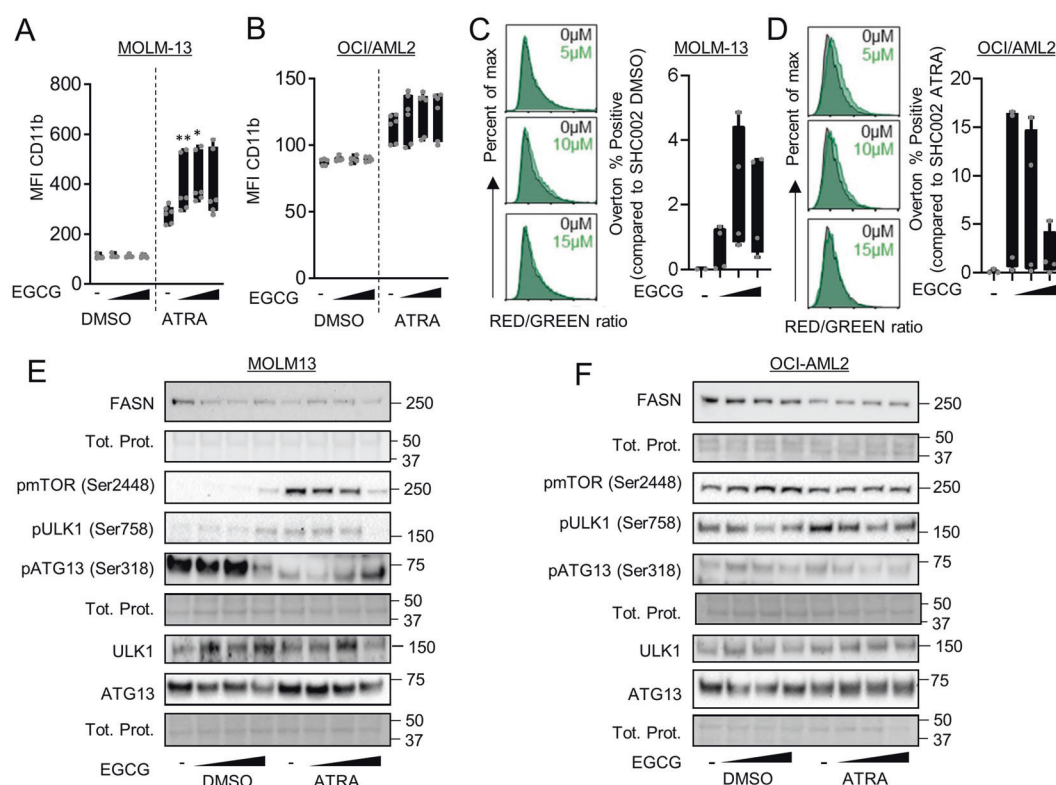 A
MOLM-13
MFI CD11b
800
600
400
200
0
**
*
EGCG
-
DMSO
ATRA
B
OCI/AML2
MFI CD11b
150
100
50
0
-
DMSO
ATRA
C
Percent of max
0µM
5µM
0µM
10µM
0µM
15µM
RED/GREEN ratio
MOLM-13
Overton % Positive
(compared to SHC002 DMSO)
6
4
2
0
EGCG
-
D
Percent of max
0µM
5µM
0µM
10µM
0µM
15µM
RED/GREEN ratio
OCI/AML2
Overton % Positive
(compared to SHC002 ATRA)
20
15
10
5
0
EGCG
-
E
MOLM13
FASN
250
Tot. Prot.
50
37
pmTOR (Ser2448)
250
pULK1 (Ser758)
150
pATG13 (Ser318)
75
Tot. Prot.
50
37
ULK1
150
ATG13
75
Tot. Prot.
50
37
EGCG
-
-
DMSO
ATRA
F
OCI-AML2
FASN
250
Tot. Prot.
50
37
pmTOR (Ser2448)
250
pULK1 (Ser758)
150
pATG13 (Ser318)
75
Tot. Prot.
50
37
ULK1
150
ATG13
75
Tot. Prot.
50
37
EGCG
-
-
DMSO
ATRA